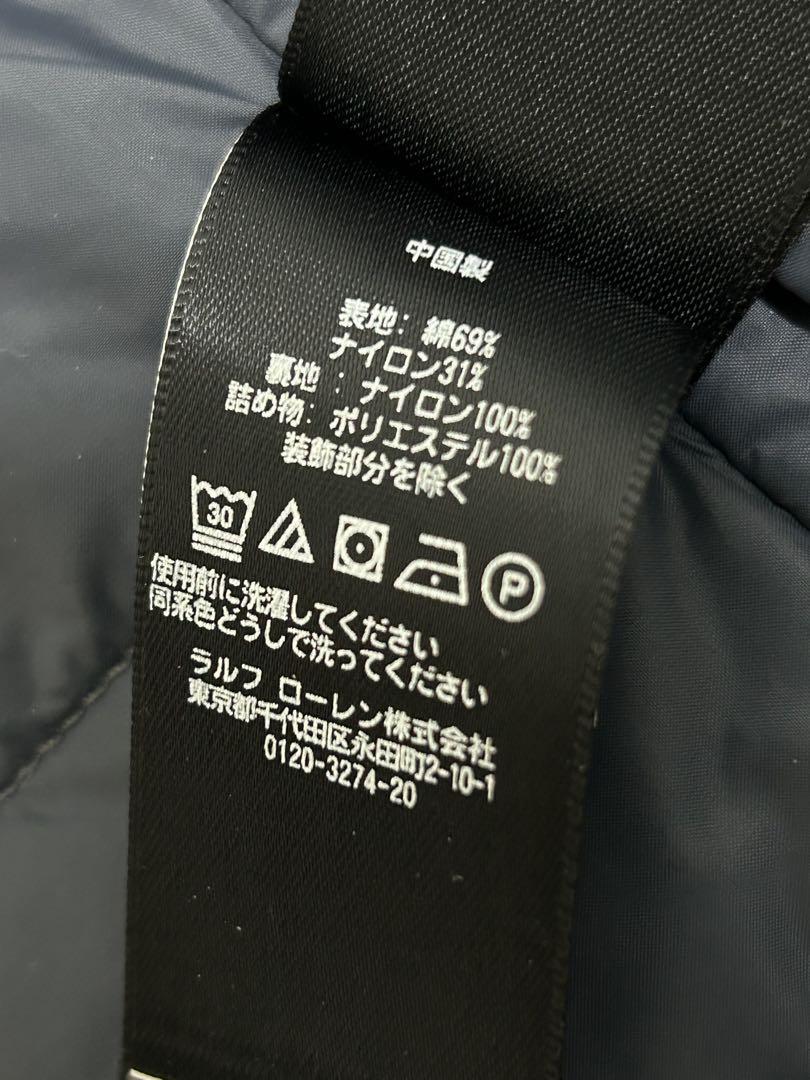 中国製
表地: 綿69%
ナイロン31%
裏地 : ナイロン100%
詰め物: ポリエステル100%
装飾部分を除く
30
P
使用前に洗濯してください
同系色どうしで洗ってください
ラルフ ローレン株式会社
東京都千代田区永田町2-10-1
0120-3274-20